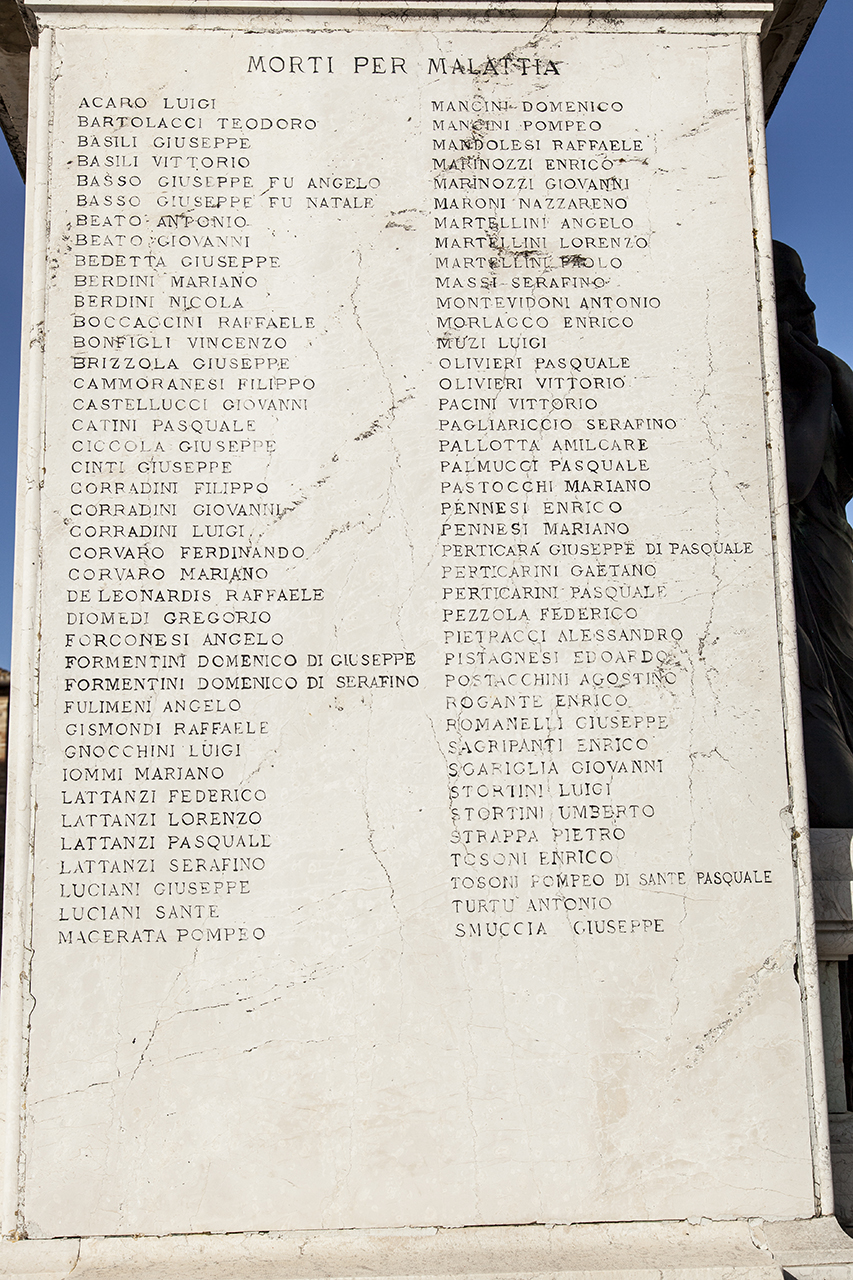 MORTI PER MALATTIA
ACARO LUIGI
BARTOLACCI TEODORO
BASILI GIUSEPPE
BASILI VITTORIO
BASSO GIUSEPPE FU ANGELO
BASSO GIUSEPPE FU NATALE
BEATO ANTONIO
BEATO GIOVANNI
BEDETTA GIUSEPPE
BERDINI MARIANO
BERDINI NICOLA
BOCCACCINI RAFFAELE
BONFIGLI VINCENZO
BRIZZOLA GIUSEPPE
CAMMORANESI FILIPPO
CASTELLUCCI GIOVANNI
CATINI PASQUALE
CICCOLA GIUSEPPE
CINTI GIUSEPPE
CORRADINI FILIPPO
CORRADINI GIOVANNI
CORRADINI LUIGI
CORVARO FERDINANDO
CORVARO MARIANO
DE LEONARDIS RAFFAELE
DIOMEDI GREGORIO
FORCONESI ANGELO
FORMENTINI DOMENICO DI GIUSEPPE
FORMENTINI DOMENICO DI SERAFINO
FULIMENI ANGELO
GISMONDI RAFFAELE
GNOCCHINI LUIGI
IOMMI MARIANO
LATTANZI FEDERICO
LATTANZI LORENZO
LATTANZI PASQUALE
LATTANZI SERAFINO
LUCIANI GIUSEPPE
LUCIANI SANTE
MACERATA POMPEO
MANCINI DOMENICO
MANCINI POMPEO
MANDOLESI RAFFAELE
MARINOZZI ENRICO
MARINOZZI GIOVANNI
MARONI NAZZARENO
MARTELLINI ANGELO
MARTELLINI LORENZO
MARTELLINI PAOLO
MASSI SERAFINO
MONTEVIDONI ANTONIO
MORLACCO ENRICO
MUZI LUIGI
OLIVIERI PASQUALE
OLIVIERI VITTORIO
PACINI VITTORIO
PAGLIARICCIO SERAFINO
PALLOTTA AMILCARE
PALMUCCI PASQUALE
PASTOCCHI MARIANO
PENNESI ENRICO
PENNESI MARIANO
PERTICARÁ GIUSEPPE DI PASQUALE
PERTICARINI GAETANO
PERTICARINI PASQUALE
PEZZOLA FEDERICO
PIETRACCI ALESSANDRO
PISTAGNESI EDOARDO
POSTACCHINI AGOSTINO
ROGANTE ENRICO
ROMANELLI GIUSEPPE
SAGRIPANTI ENRICO
SGARIGLIA GIOVANNI
STORTINI LUIGI
STORTINI UMBERTO
STRAPPA PIETRO
TOSONI ENRICO
TOSONI POMPEO DI SANTE PASQUALE
TURTU' ANTONIO
SMUCCIA GIUSEPPE